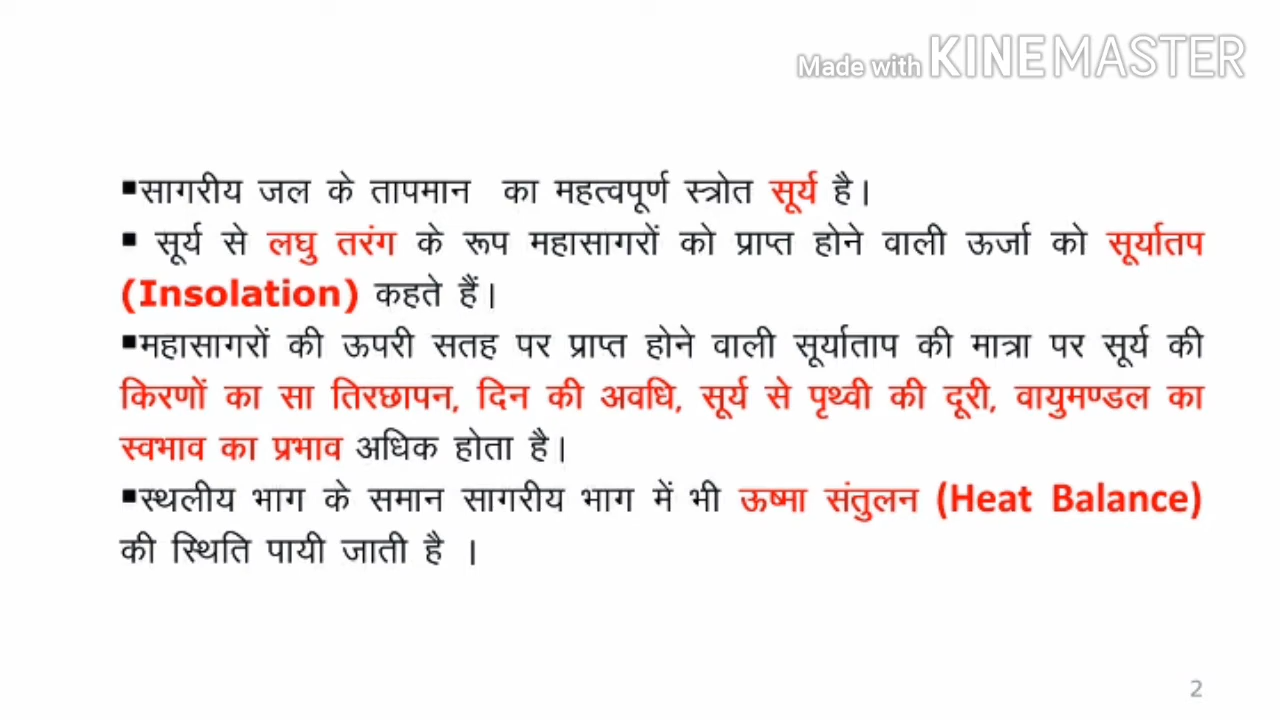 Made with KINEMASTER
▪सागरीय जल के तापमान का महत्वपूर्ण स्त्रोत सूर्य है।
▪ सूर्य से लघु तरंग के रूप महासागरों को प्राप्त होने वाली ऊर्जा को सूर्यातप
(Insolation) कहते हैं।
▪महासागरों की ऊपरी सतह पर प्राप्त होने वाली सूर्याताप की मात्रा पर सूर्य की
किरणों का सा तिरछापन, दिन की अवधि, सूर्य से पृथ्वी की दूरी, वायुमण्डल का
स्वभाव का प्रभाव अधिक होता है।
▪स्थलीय भाग के समान सागरीय भाग में भी ऊष्मा संतुलन (Heat Balance)
की स्थिति पायी जाती है ।
2